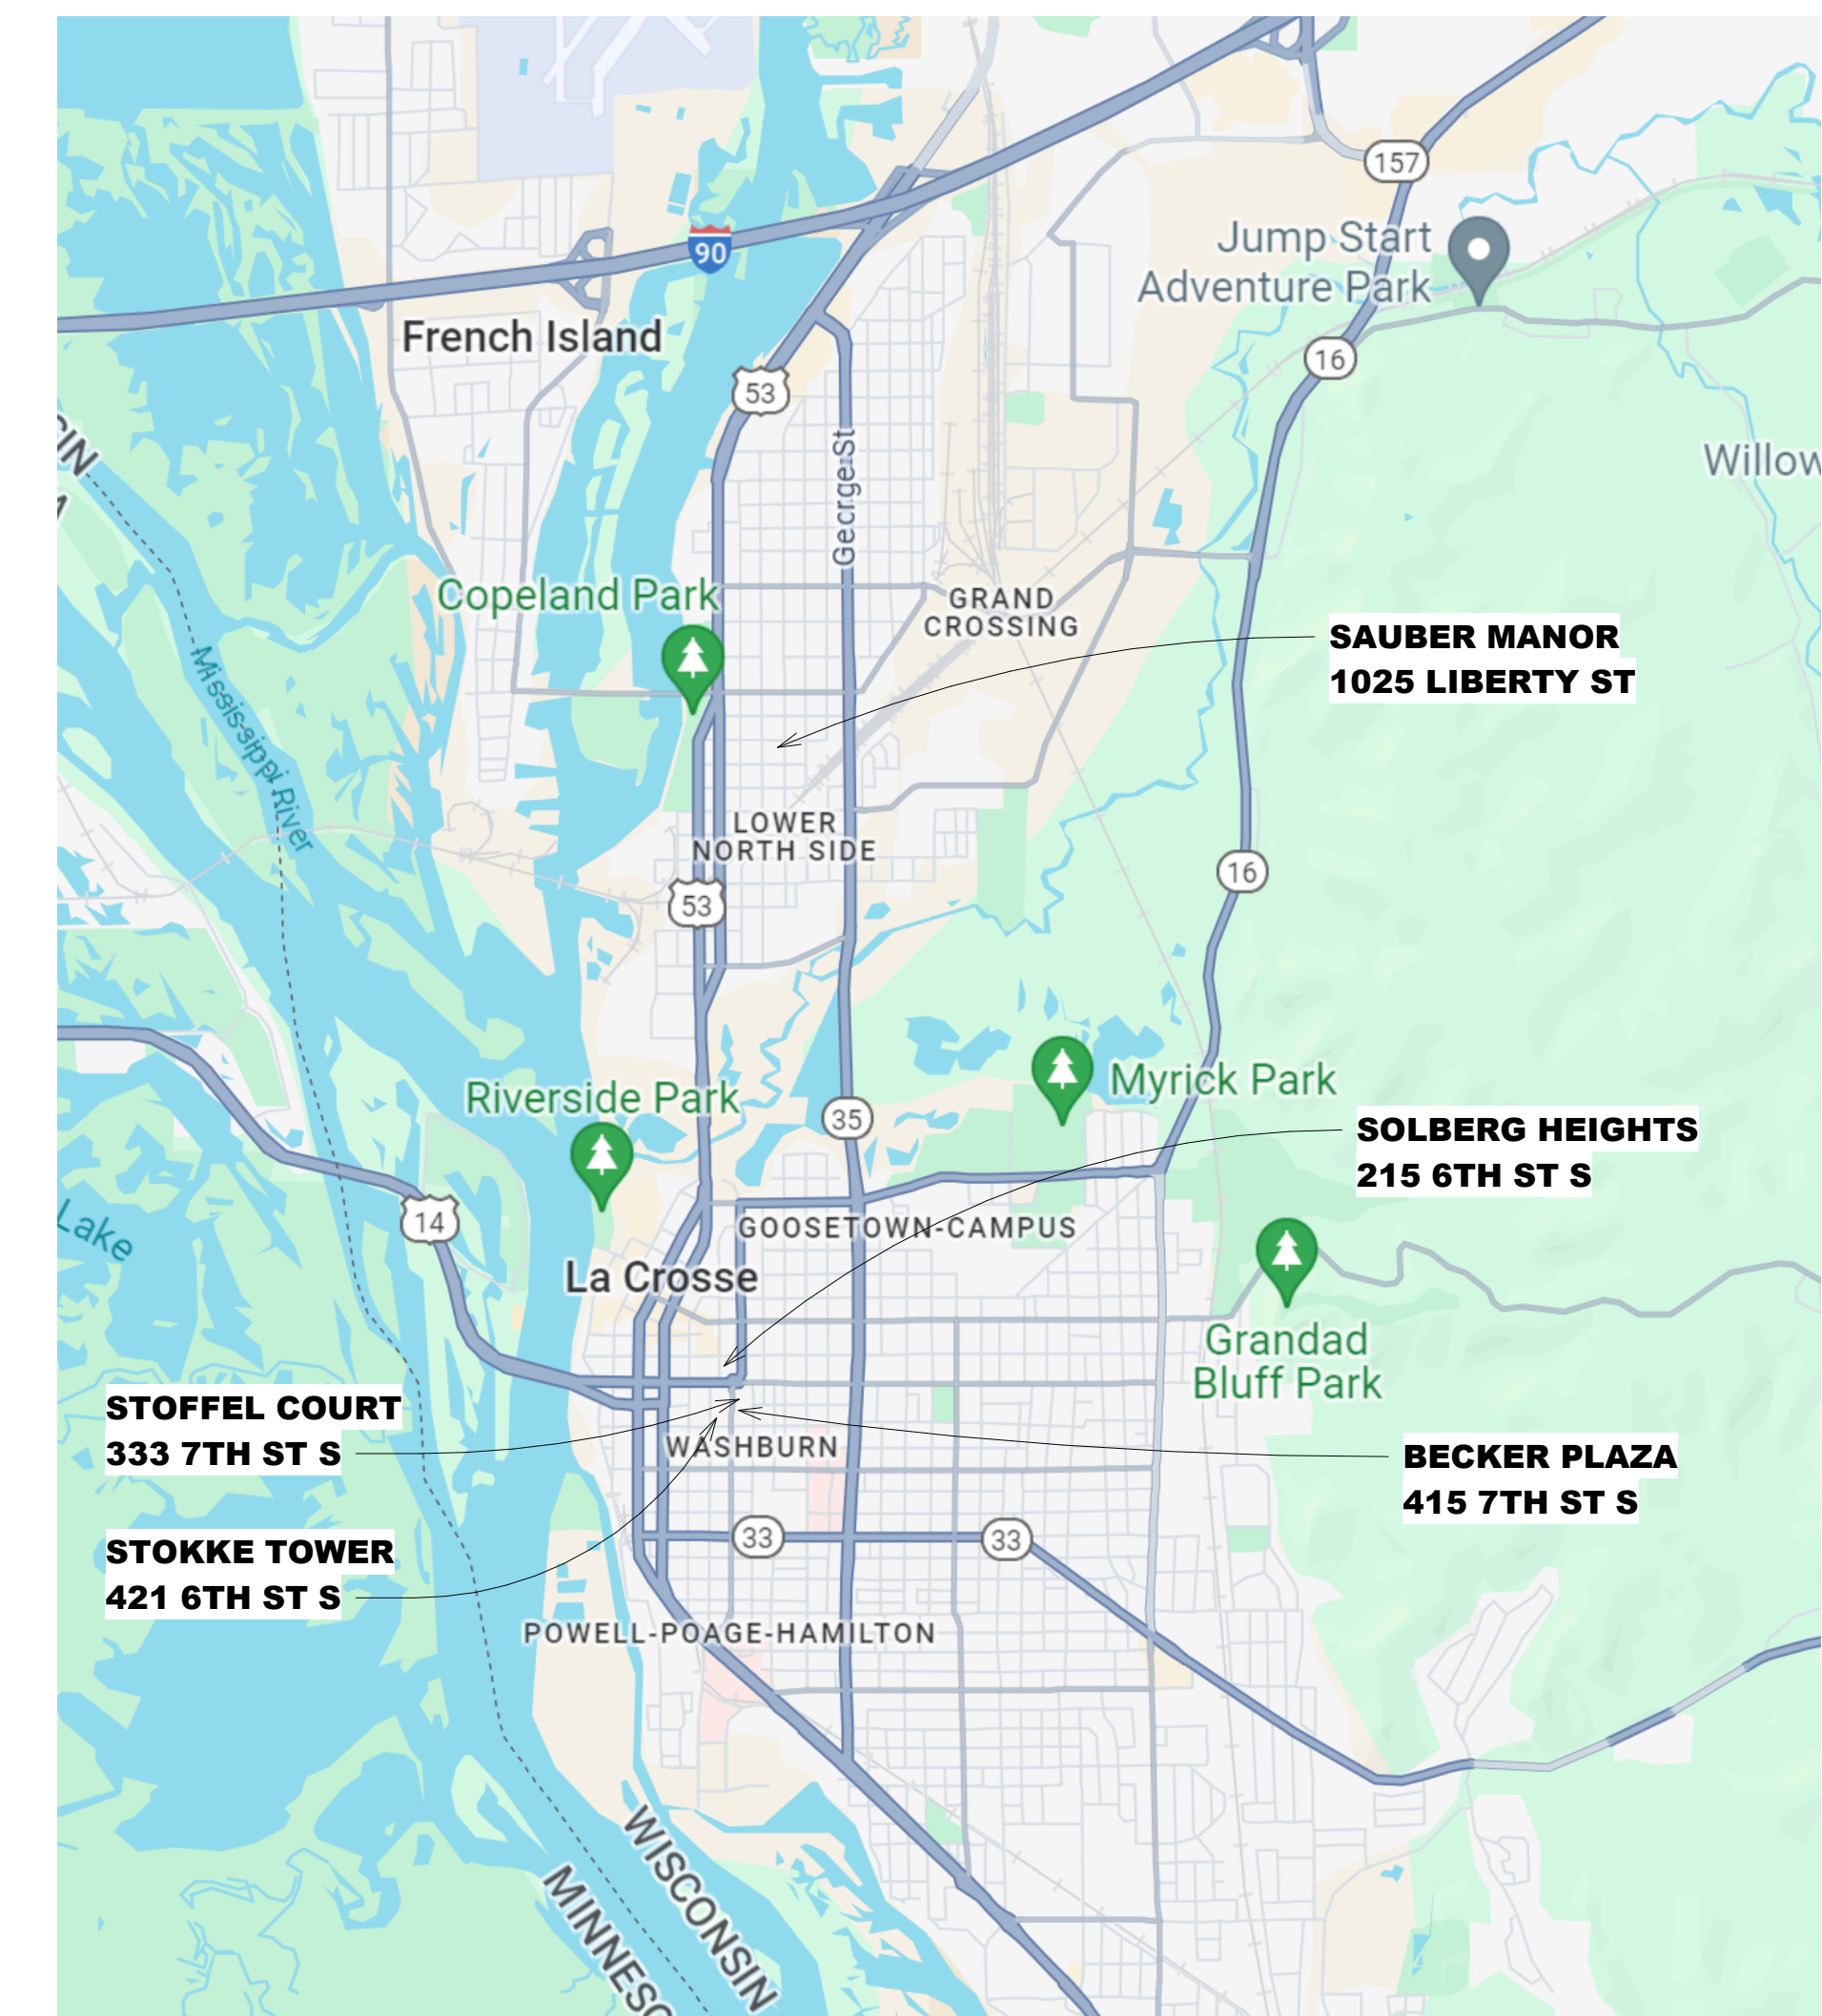 157
Jump Start
Adventure Park
90
French Island
16
53
George St
Willow
Copeland Park
GRAND
CROSSING
SAUBER MANOR
1025 LIBERTY ST
Mississippi River
LOWER
NORTH SIDE
16
53
Riverside Park
35
Myrick Park
SOLBERG HEIGHTS
215 6TH ST S
Lake
14
GOOSETOWN-CAMPUS
La Crosse
Grandad
Bluff Park
STOFFEL COURT
333 7TH ST S
WASHBURN
BECKER PLAZA
415 7TH ST S
STOKKE TOWER
421 6TH ST S
33
33
POWELL-POAGE-HAMILTON
WISCONSIN
MINNESO